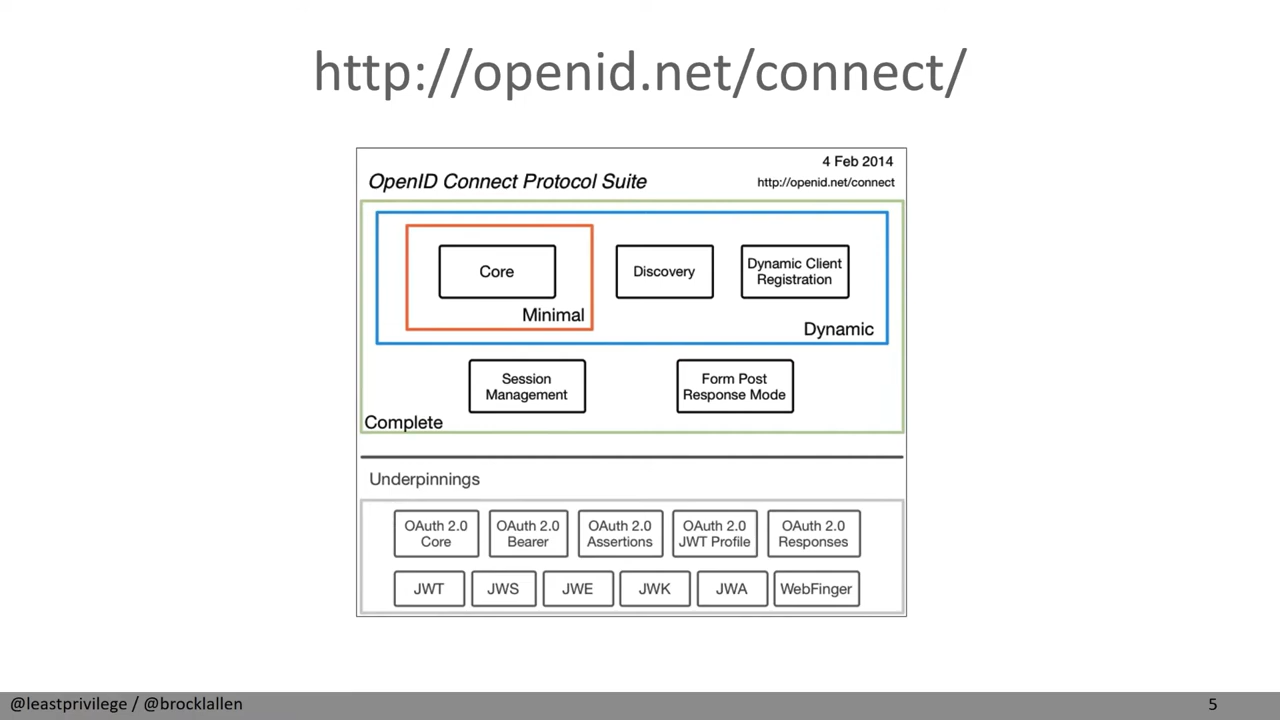 http://openid.net/connect/
4 Feb 2014
OpenID Connect Protocol Suite
http://openid.net/connect
Core
Minimal
Discovery
Dynamic Client
Registration
Dynamic
Session
Management
Form Post
Response Mode
Complete
Underpinnings
OAuth 2.0
Core
OAuth 2.0
Bearer
OAuth 2.0
Assertions
OAuth 2.0
JWT Profile
OAuth 2.0
Responses
JWT
JWS
JWE
JWK
JWA
WebFinger
@leastprivilege / @brocklallen
5